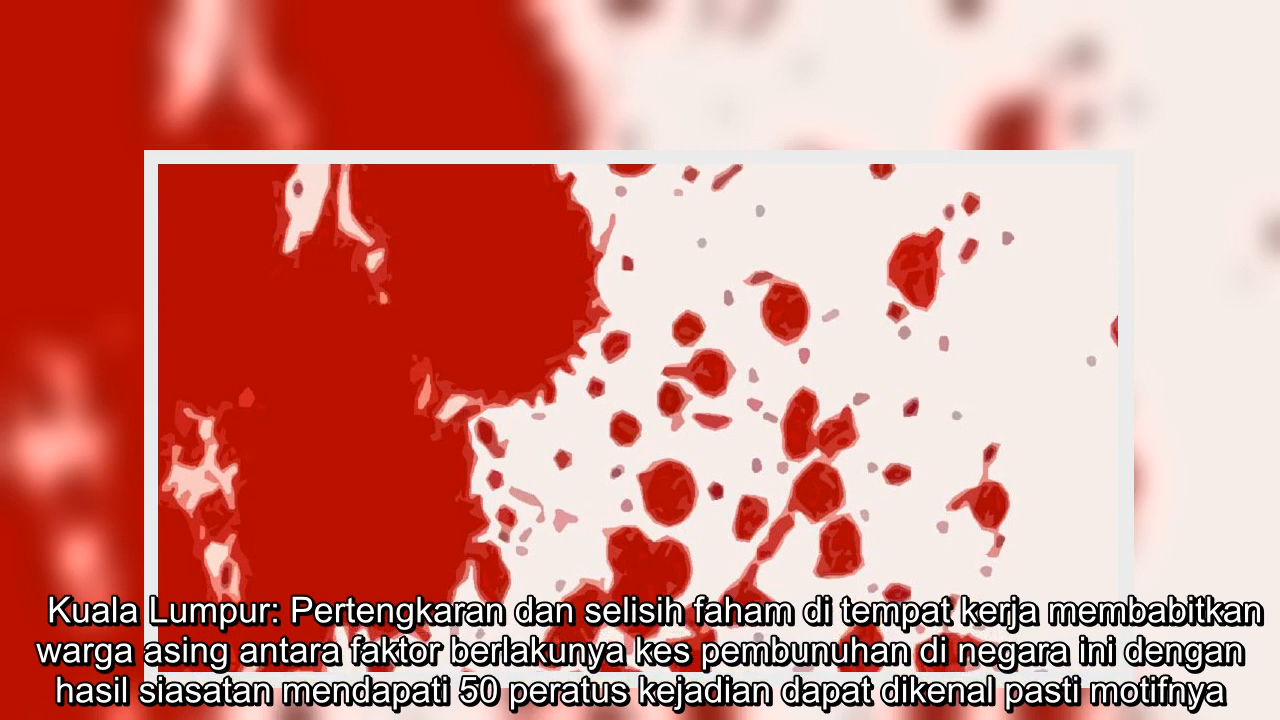 Kuala Lumpur: Pertengkaran dan selisih faham di tempat kerja membabitkan
warga asing antara faktor berlakunya kes pembunuhan di negara ini dengan
hasil siasatan mendapati 50 peratus kejadian dapat dikenal pasti motifnya